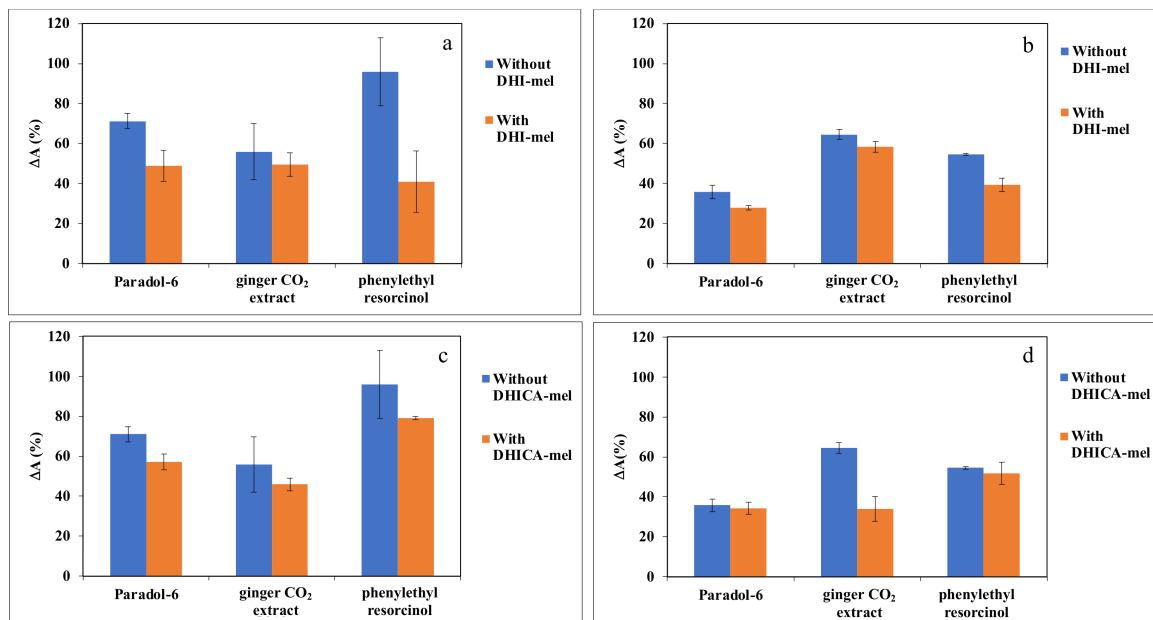 a
120
100
80
60
40
20
0
ΔA (%)
Paradol-6
ginger CO₂
extract
phenylethyl
resorcinol
Without
DHI-mel
With
DHI-mel
b
120
100
80
60
40
20
0
ΔA (%)
Paradol-6
ginger CO₂
extract
phenylethyl
resorcinol
Without
DHI-mel
With
DHI-mel
c
120
100
80
60
40
20
0
ΔA (%)
Paradol-6
ginger CO₂
extract
phenylethyl
resorcinol
Without
DHICA-mel
With
DHICA-mel
d
120
100
80
60
40
20
0
ΔA(%)
Paradol-6
ginger CO₂
extract
phenylethyl
resorcinol
Without
DHICA-mel
With
DHICA-mel